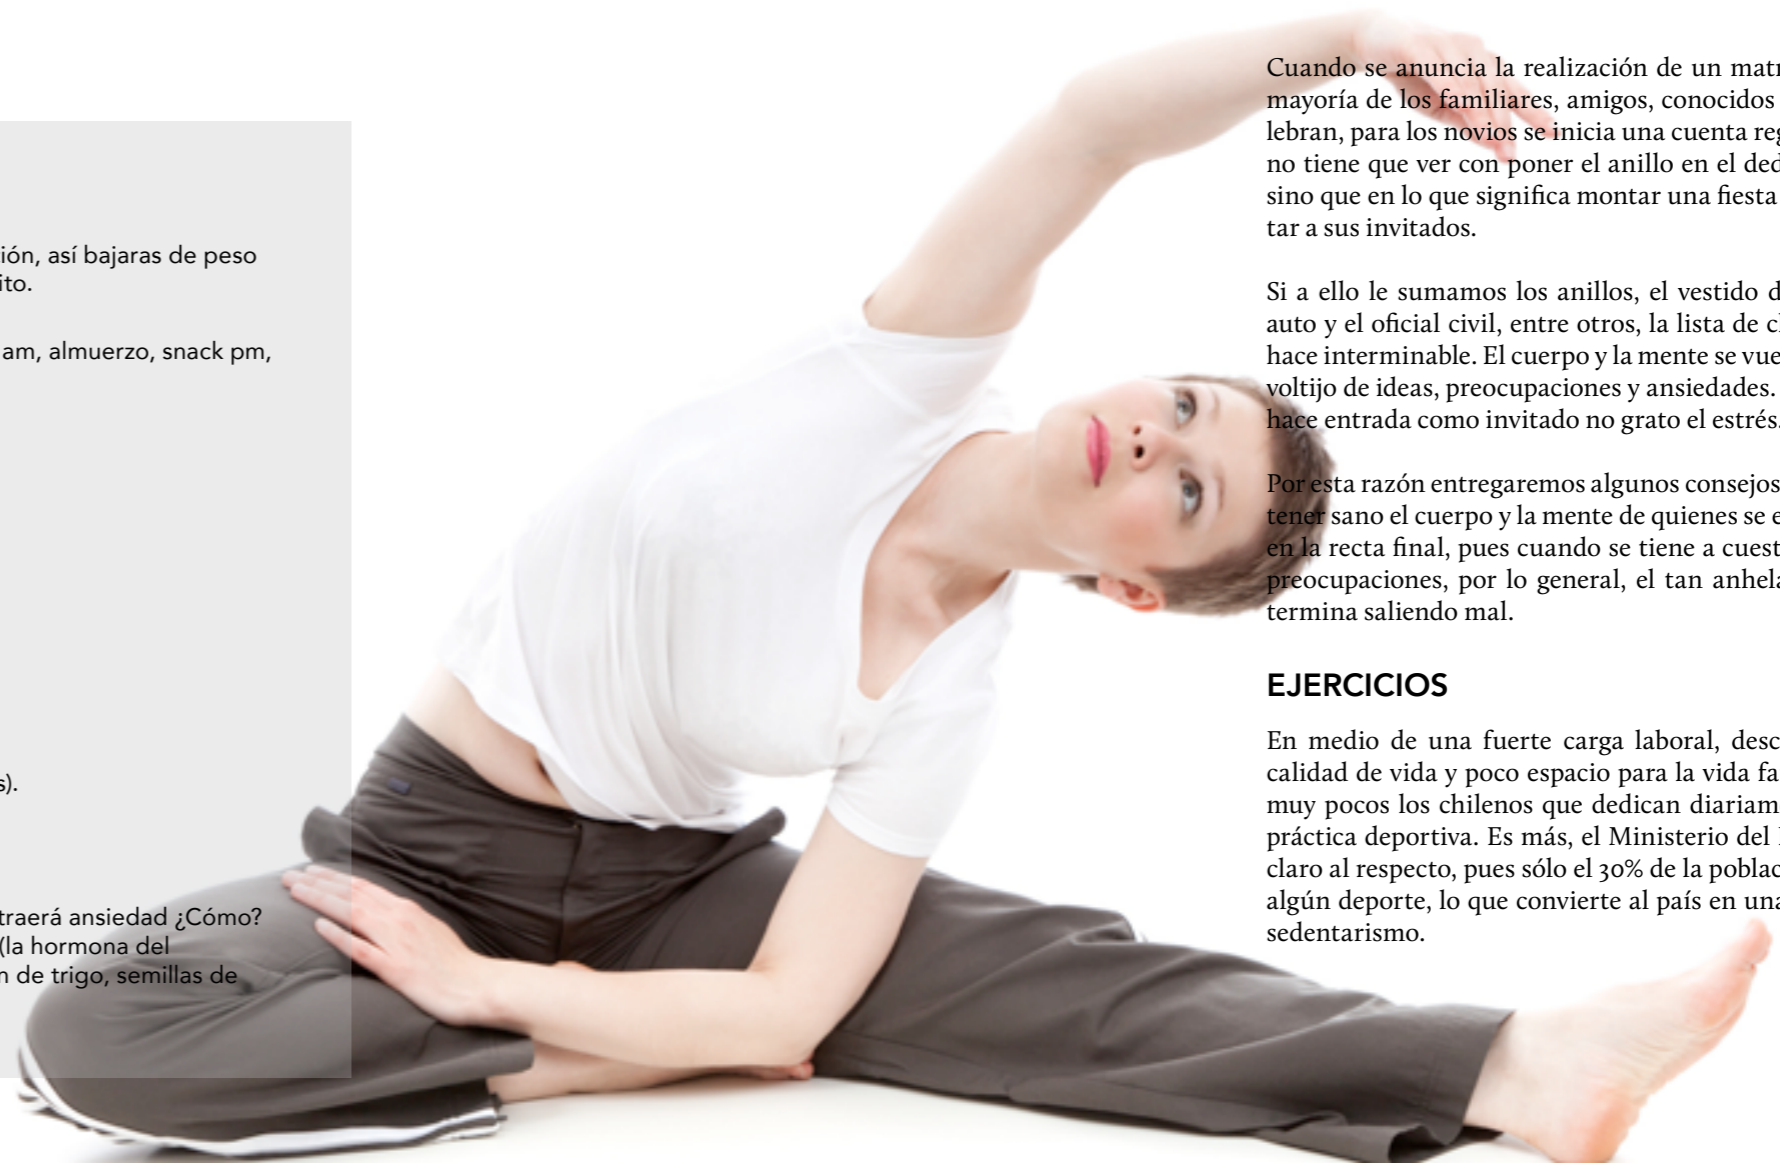 ión, así bajaras de peso
ito.
am, almuerzo, snack pm,
s).
traerá ansiedad ¿Cómo?
(la hormona del
n de trigo, semillas de
Cuando se anuncia la realización de un matr
mayoría de los familiares, amigos, conocidos
lebran, para los novios se inicia una cuenta reg
no tiene que ver con poner el anillo en el ded
sino que en lo que significa montar una fiesta
tar a sus invitados.
Si a ello le sumamos los anillos, el vestido d
auto y el oficial civil, entre otros, la lista de c
hace interminable. El cuerpo y la mente se vue
voltijo de ideas, preocupaciones y ansiedades.
hace entrada como invitado no grato el estrés.
Por esta razón entregaremos algunos consejos
tener sano el cuerpo y la mente de quienes se e
en la recta final, pues cuando se tiene a cuest
preocupaciones, por lo general, el tan anhela
termina saliendo mal.
EJERCICIOS
En medio de una fuerte carga laboral, desc
calidad de vida y poco espacio para la vida fa
muy pocos los chilenos que dedican diariam
práctica deportiva. Es más, el Ministerio del
claro al respecto, pues sólo el 30% de la poblac
algún deporte, lo que convierte al país en una
sedentarismo.